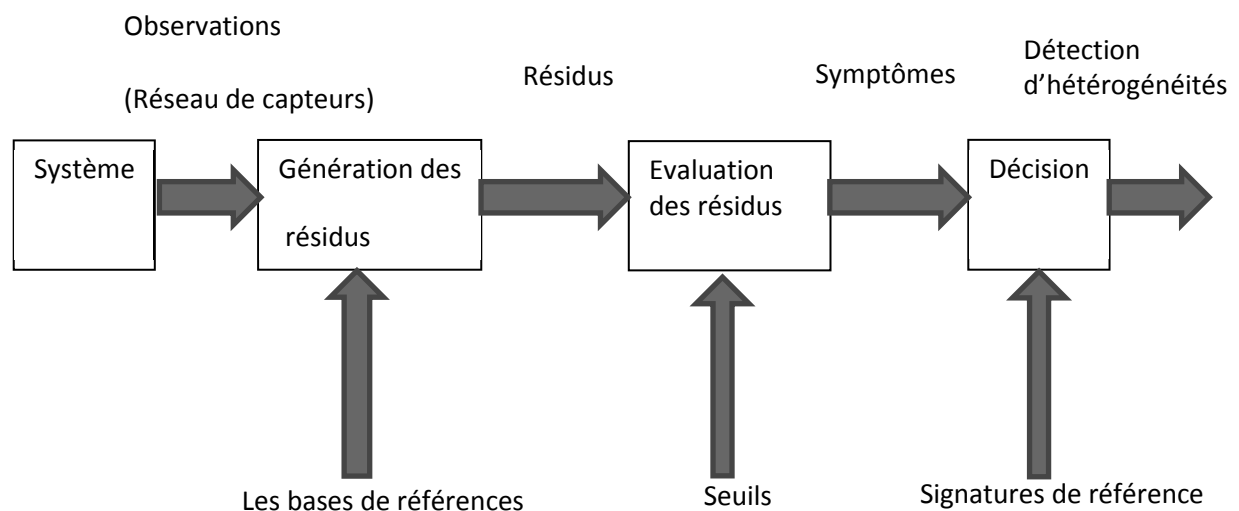 Observations
(Réseau de capteurs)
Résidus
Symptômes
Détection
d'hétérogénéités
Système
Génération des
résidus
Evaluation
des résidus
Décision
Les bases de références
Seuils
Signatures de référence